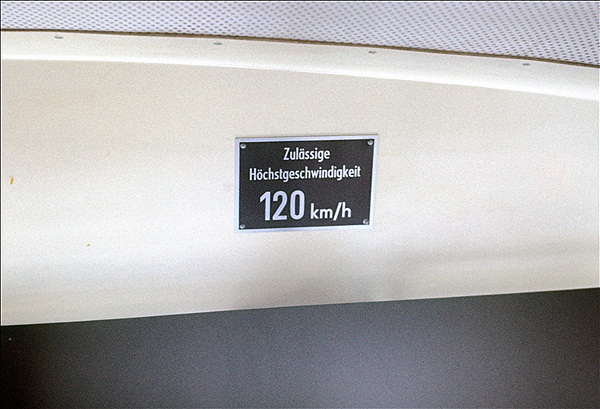 Zulässige
Höchstgeschwindigkeit
120 km/h